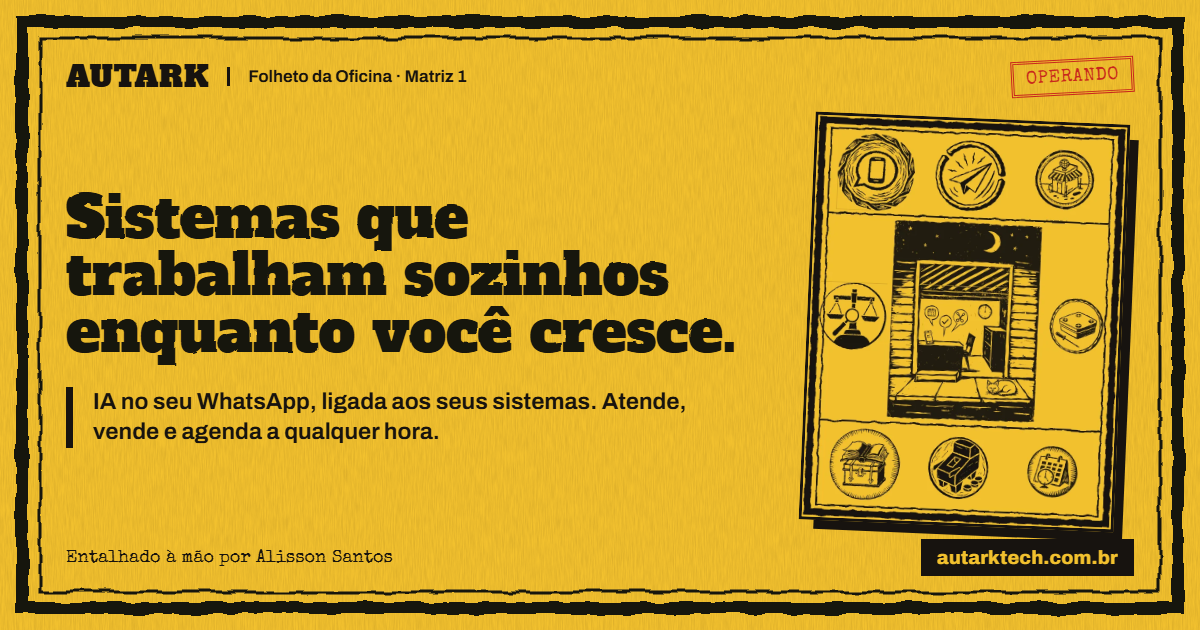 AUTARK
Folheto da Oficina · Matriz 1
OPERANDO
Sistemas que
trabalham sozinhos
enquanto você cresce.
IA no seu WhatsApp, ligada aos seus sistemas. Atende,
vende e agenda a qualquer hora.
Entalhado à mão por Alisson Santos
autarktech.com.br